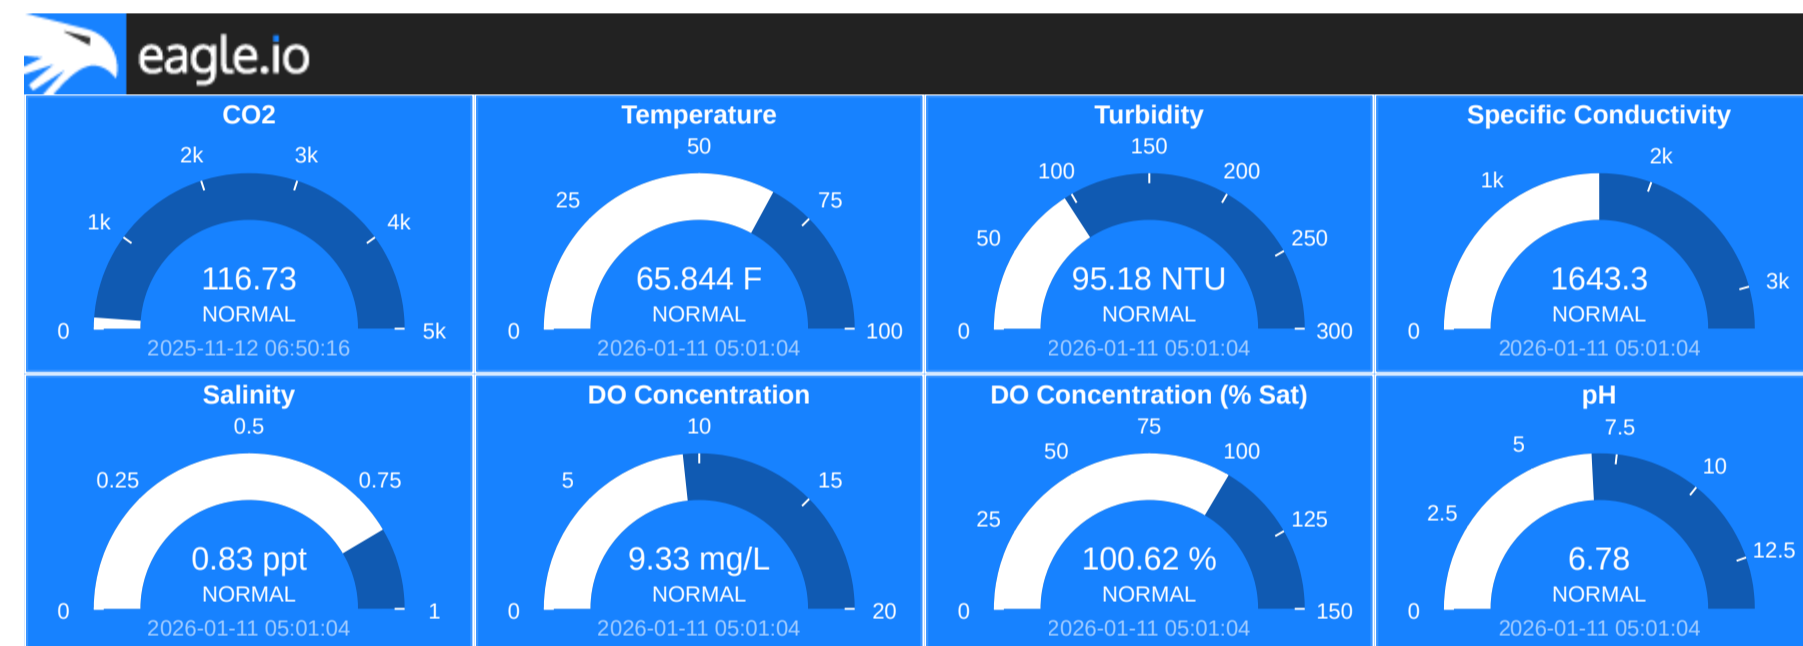 eagle.io
CO2
2k 3k
1k 4k
0 5k
116.73
NORMAL
2025-11-12 06:50:16
Temperature
50
25 75
0 100
65.844 F
NORMAL
2026-01-11 05:01:04
Turbidity
150
100 200
50 250
0 300
95.18 NTU
NORMAL
2026-01-11 05:01:04
Specific Conductivity
2k
1k
3k
0
1643.3
NORMAL
2026-01-11 05:01:04
Salinity
0.5
0.25 0.75
0 1
0.83 ppt
NORMAL
2026-01-11 05:01:04
DO Concentration
10
5 15
0 20
9.33 mg/L
NORMAL
2026-01-11 05:01:04
DO Concentration (% Sat)
75
50 100
25 125
0 150
100.62 %
NORMAL
2026-01-11 05:01:04
pH
7.5
5 10
2.5 12.5
0
6.78
NORMAL
2026-01-11 05:01:04